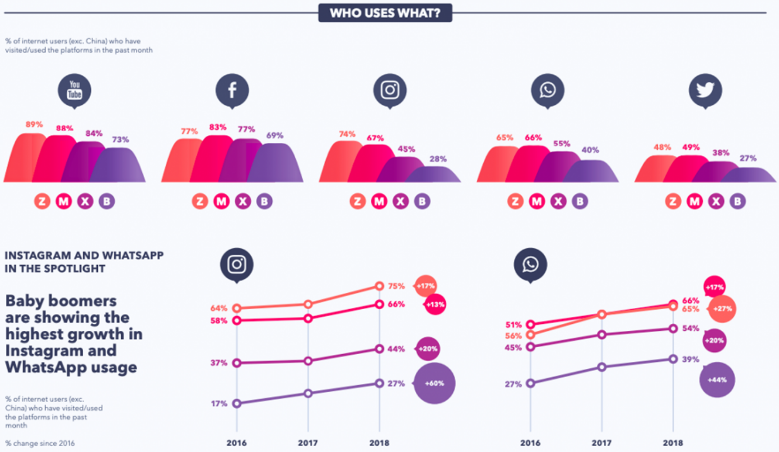 WHO USES WHAT?
% of internet users (exc. China) who have
visited/used the platforms in the past month
You
Tube
89% 88% 84% 73%
77% 83% 77% 69%
74% 67% 45% 28%
65% 66% 55% 40%
48% 49% 38% 27%
Z M X B
Z M X B
Z M X B
Z M X B
Z M X B
INSTAGRAM AND WHATSAPP
IN THE SPOTLIGHT
Baby boomers
are showing the
highest growth in
Instagram and
WhatsApp usage
% of internet users (exc.
China) who have visited/used
the platforms in the past
month
% change since 2016
64% 75% +17%
58% 66% +13%
37% 44% +20%
17% 27% +60%
2016 2017 2018
51% 66% +17%
56% 65% +27%
45% 54% +20%
27% 39% +44%
2016 2017 2018